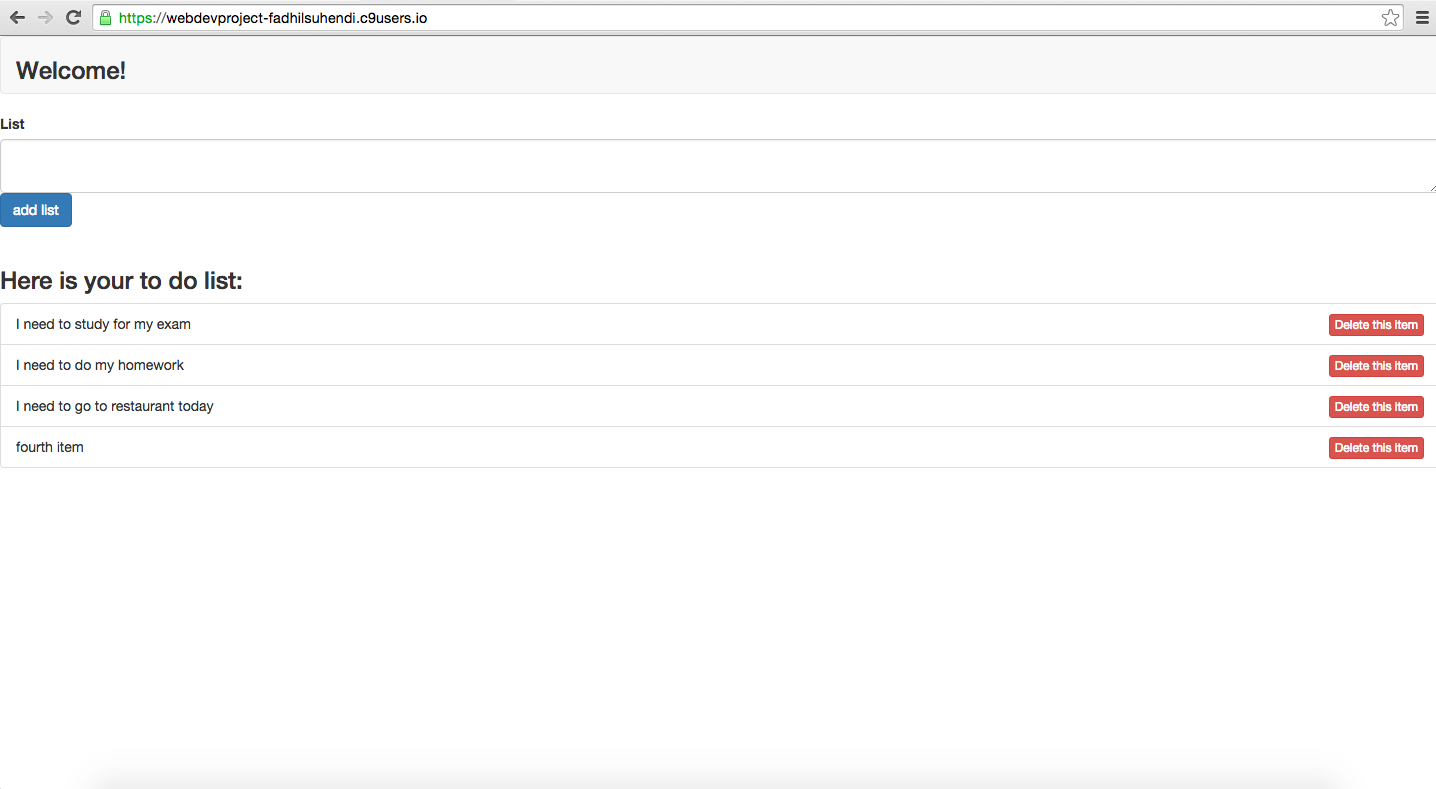 https://webdevproject-fadhilsuhendi.c9users.io
Welcome!
List
add list
Here is your to do list:
I need to study for my exam Delete this item
I need to do my homework Delete this item
I need to go to restaurant today Delete this item
fourth item Delete this item